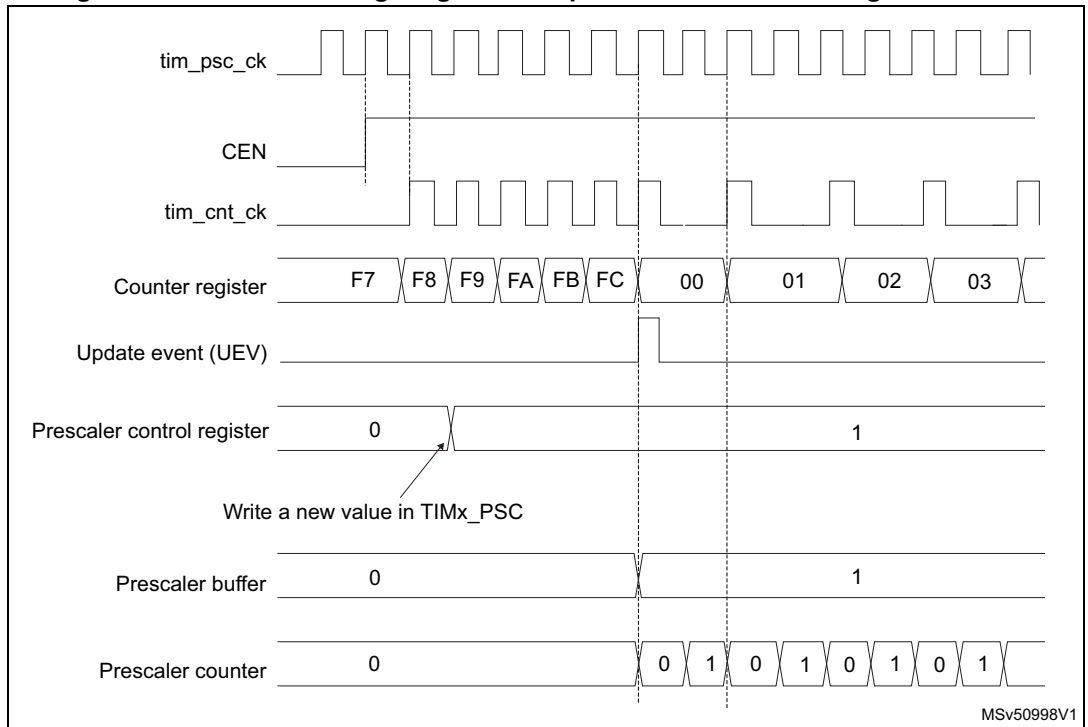 tim_psc_ck
CEN
tim_cnt_ck
Counter register F7 F8 F9 FA FB FC 00 01 02 03
Update event (UEV)
Prescaler control register 0 1
Write a new value in TIMx_PSC
Prescaler buffer 0 1
Prescaler counter 0 0 1 0 1 0 1 0 1
MSv50998V1